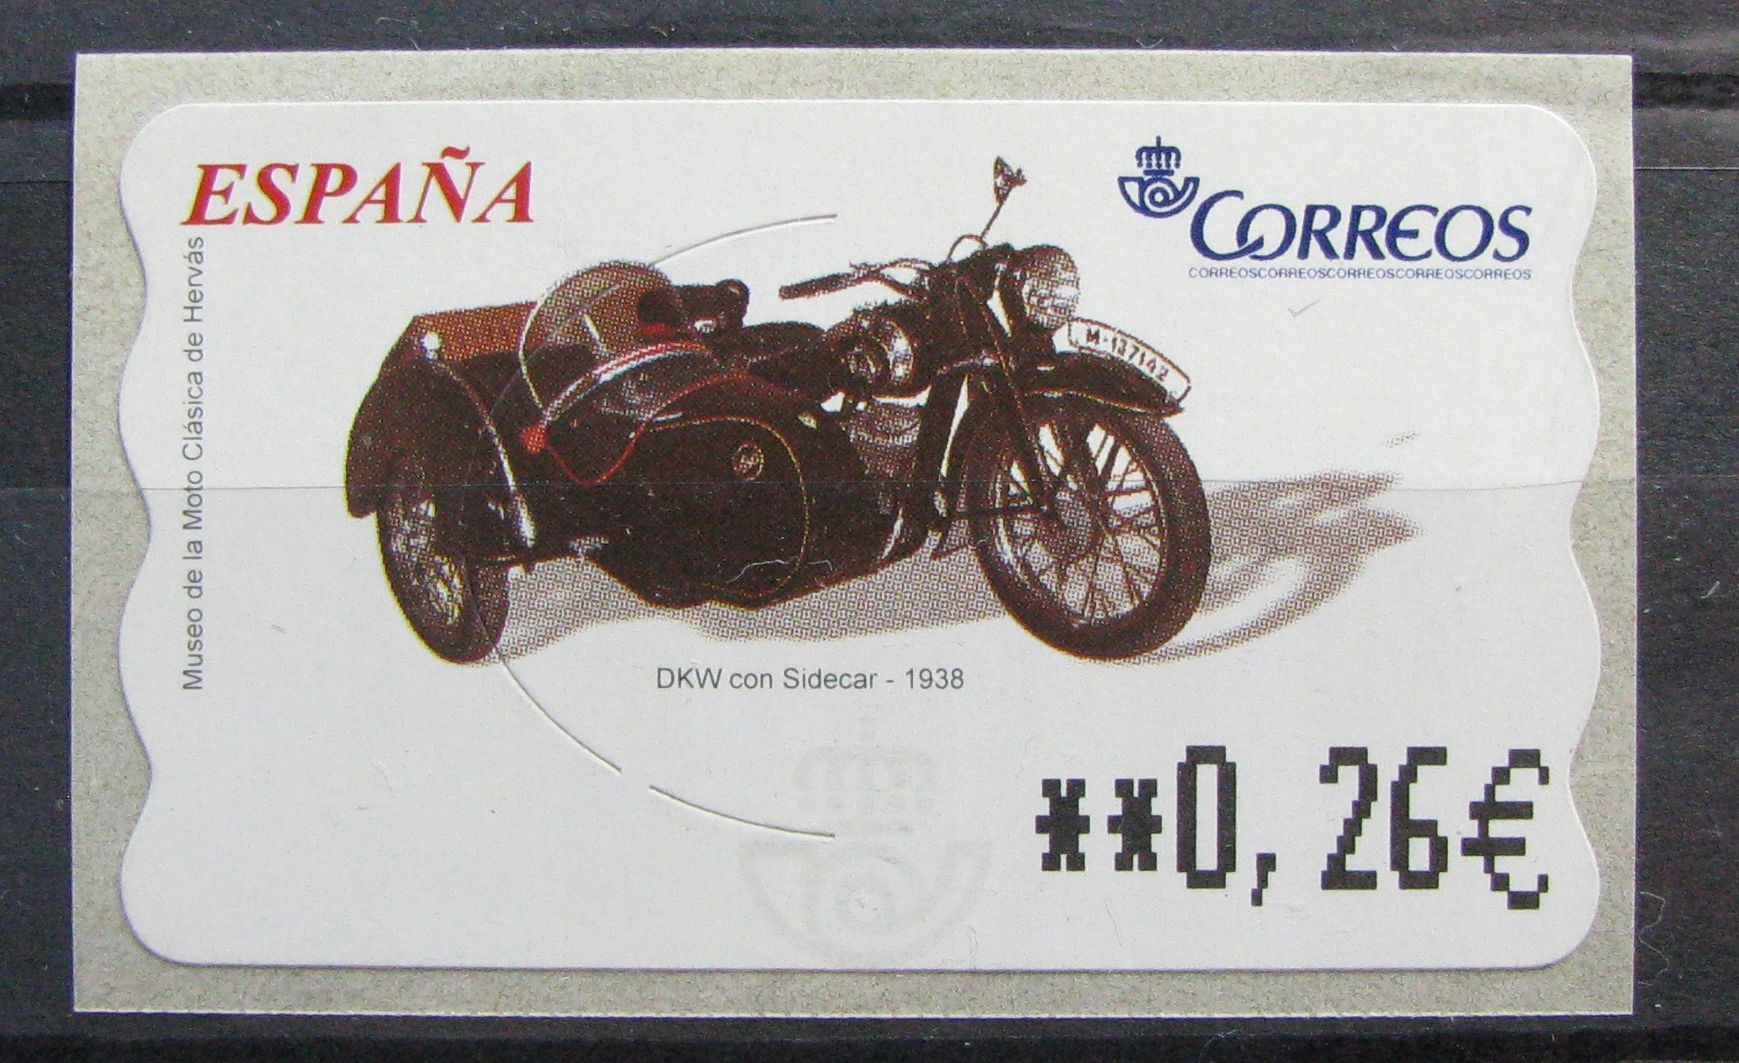 ESPAÑA
CORREOS
CORREOSCORREOSCORREOSCORREOSCORREOS
Museo de la Moto Clásica de Hervás
M-137142
DKW con Sidecar - 1938
**0,26€